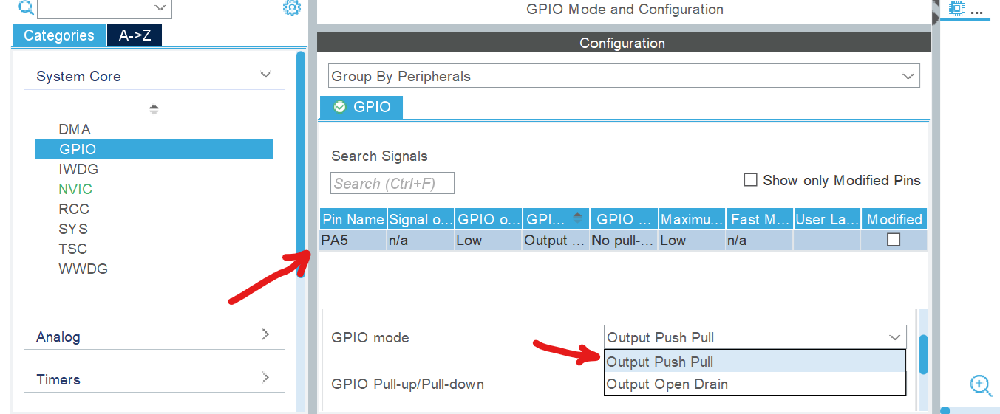 GPIO Mode and Configuration
...
Categories
A->Z
Configuration
System Core
Group By Peripherals
GPIO
DMA
GPIO
IWDG
NVIC
RCC
SYS
TSC
WWDG
Search Signals
Search (Ctrl+F)
Show only Modified Pins
Pin Name Signal o... GPIO o... GPI... GPIO ... Maximu... Fast M... User La... Modified
PA5 n/a Low Output ... No pull-... Low n/a
Analog
Timers
GPIO mode
Output Push Pull
Output Push Pull
GPIO Pull-up/Pull-down
Output Open Drain